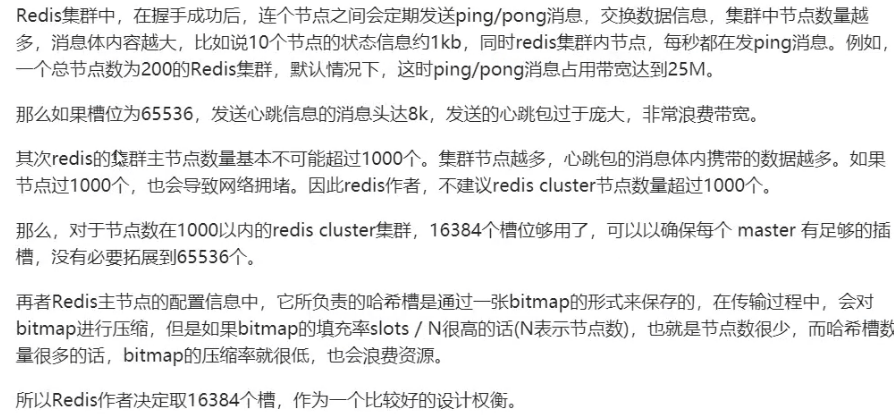 Redis集群中，在握手成功后，连个节点之间会定期发送ping/pong消息，交换数据信息，集群中节点数量越
多，消息体内容越大，比如说10个节点的状态信息约1kb，同时redis集群内节点，每秒都在发ping消息。例如，
一个总节点数为200的Redis集群，默认情况下，这时ping/pong消息占用带宽达到25M。
那么如果槽位为65536，发送心跳信息的消息头达8k，发送的心跳包过于庞大，非常浪费带宽。
其次redis的集群主节点数量基本不可能超过1000个。集群节点越多，心跳包的消息体内携带的数据越多。如果
节点过1000个，也会导致网络拥堵。因此redis作者，不建议redis cluster节点数量超过1000个。
那么，对于节点数在1000以内的redis cluster集群，16384个槽位够用了，可以以确保每个 master 有足够的插
槽，没有必要拓展到65536个。
再者Redis主节点的配置信息中，它所负责的哈希槽是通过一张bitmap的形式来保存的，在传输过程中，会对
bitmap进行压缩，但是如果bitmap的填充率slots / N很高的话(N表示节点数)，也就是节点数很少，而哈希槽数
量很多的话，bitmap的压缩率就很低，也会浪费资源。
所以Redis作者决定取16384个槽，作为一个比较好的设计权衡。